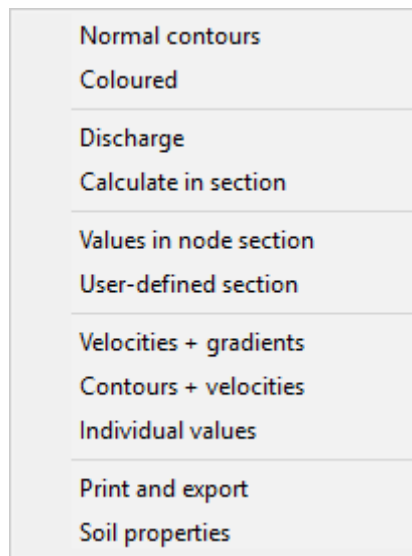 Normal contours
Coloured
Discharge
Calculate in section
Values in node section
User-defined section
Velocities + gradients
Contours + velocities
Individual values
Print and export
Soil properties